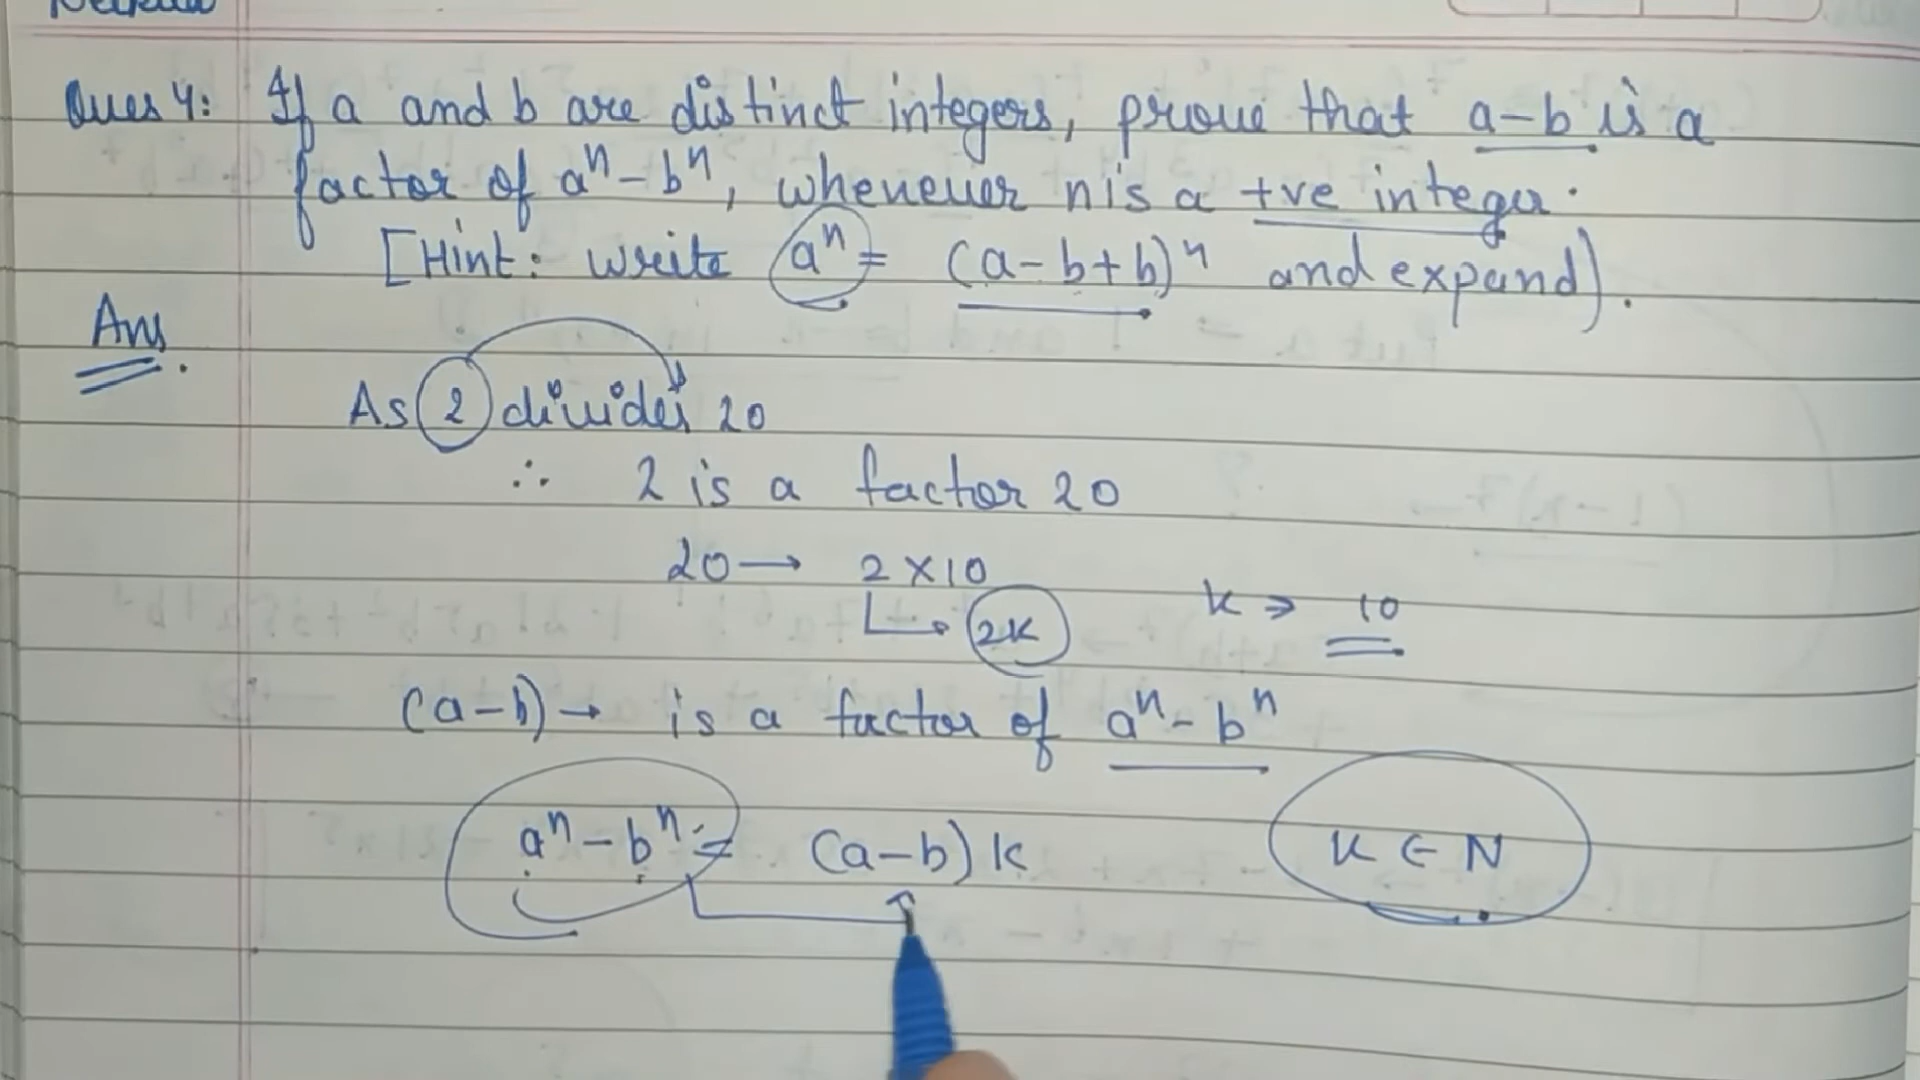 Ques 4: If a and b are distinct integers, prove that a-b is a
factor of aⁿ - bⁿ, whenever n is a +ve integer.
[Hint: write aⁿ = (a-b+b)ⁿ and expand).
Ans.
As 2 divides 20
∴ 2 is a factor 20
20 → 2 × 10
2k
k ⇒ 10
(a-b) → is a factor of aⁿ - bⁿ
aⁿ - bⁿ = (a-b)k K ∈ N